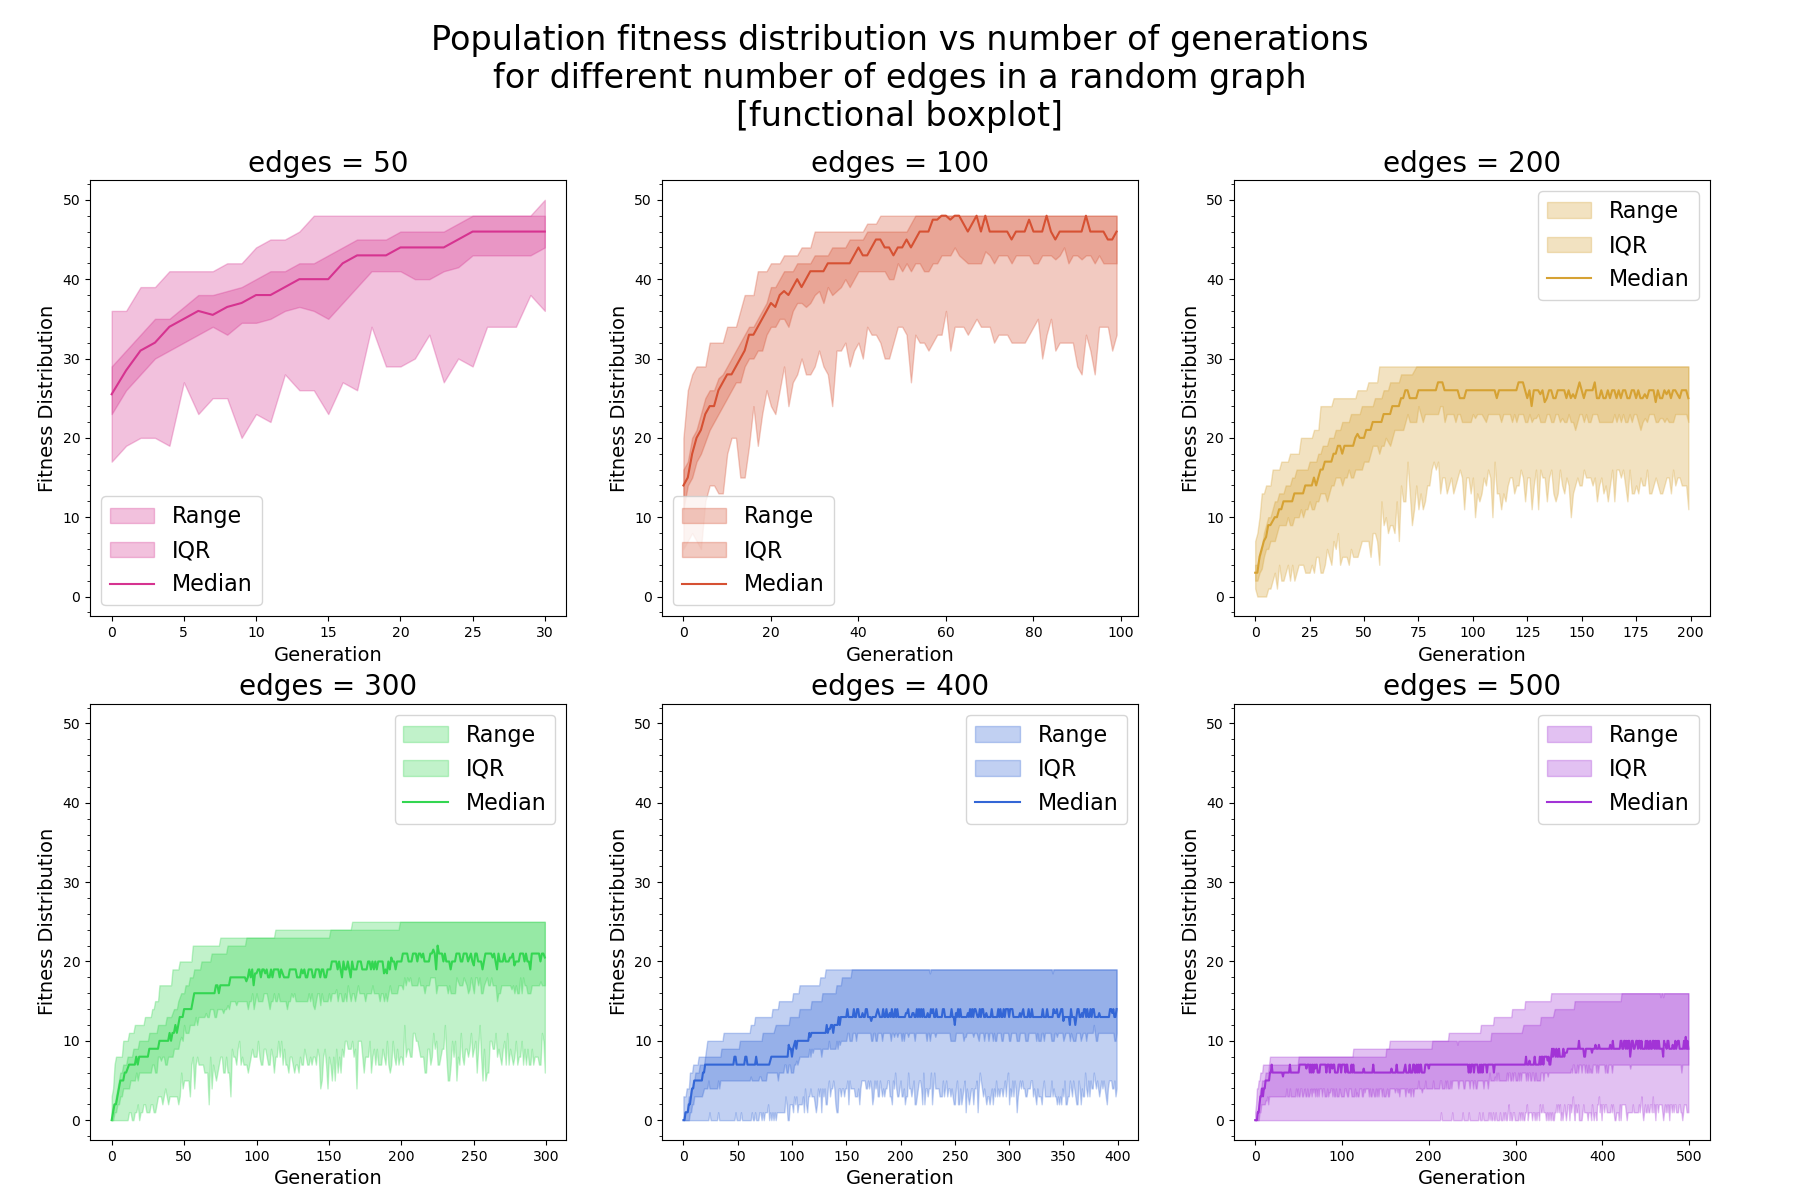 Population fitness distribution vs number of generations
for different number of edges in a random graph
[functional boxplot]
edges = 50
Fitness Distribution
50
40
30
20
10
0
Range
IQR
Median
0 5 10 15 20 25 30
Generation
edges = 100
Fitness Distribution
50
40
30
20
10
0
Range
IQR
Median
0 20 40 60 80 100
Generation
edges = 200
Fitness Distribution
50
40
30
20
10
0
Range
IQR
Median
0 25 50 75 100 125 150 175 200
Generation
edges = 300
Fitness Distribution
50
40
30
20
10
0
Range
IQR
Median
0 50 100 150 200 250 300
Generation
edges = 400
Fitness Distribution
50
40
30
20
10
0
Range
IQR
Median
0 50 100 150 200 250 300 350 400
Generation
edges = 500
Fitness Distribution
50
40
30
20
10
0
Range
IQR
Median
0 100 200 300 400 500
Generation